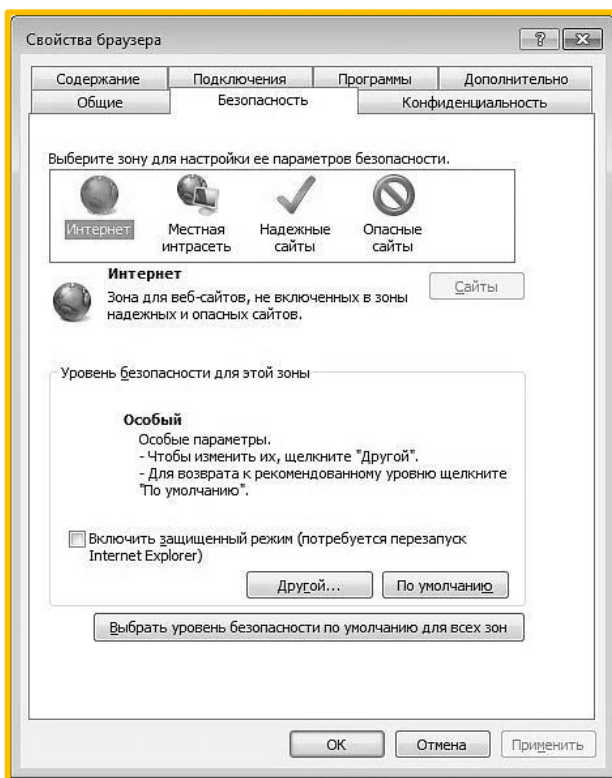 Свойства браузера
Содержание Подключения Программы Дополнительно
Общие Безопасность Конфиденциальность
Выберите зону для настройки ее параметров безопасности.
Интернет Местная интрасеть Надежные сайты Опасные сайты
Интернет
Сайты
Зона для веб-сайтов, не включенных в зоны
надежных и опасных сайтов.
Уровень безопасности для этой зоны
Особый
Особые параметры.
- Чтобы изменить их, щелкните "Другой".
- Для возврата к рекомендованному уровню щелкните
"По умолчанию".
Включить защищенный режим (потребуется перезапуск
Internet Explorer)
Другой... По умолчанию
Выбрать уровень безопасности по умолчанию для всех зон
OK Отмена Применить